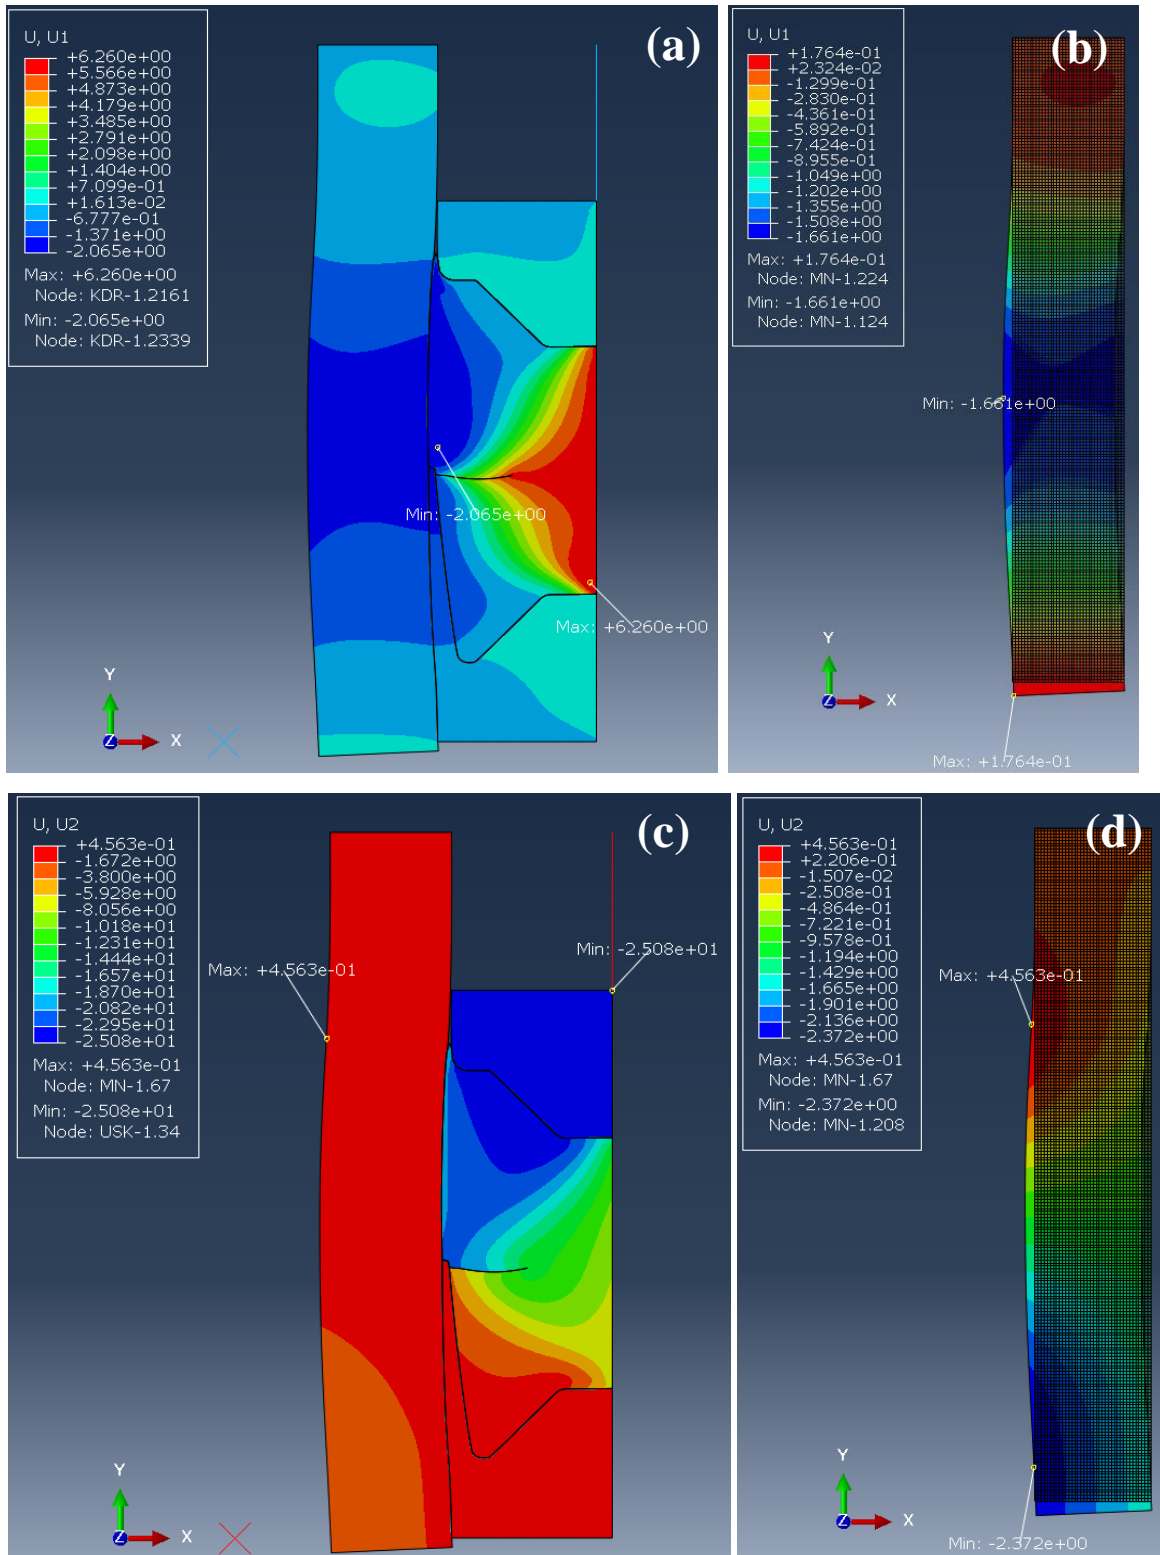 (a)
U, U1
+6.260e+00
+5.566e+00
+4.873e+00
+4.179e+00
+3.485e+00
+2.791e+00
+2.098e+00
+1.404e+00
+7.099e-01
+1.613e-02
-6.777e-01
-1.371e+00
-2.065e+00
Max: +6.260e+00
Node: KDR-1.2161
Min: -2.065e+00
Node: KDR-1.2339
Min: -2.065e+00
Max: +6.260e+00
Y
Z
X
(b)
U, U1
+1.764e-01
+2.324e-02
-1.299e-01
-2.830e-01
-4.361e-01
-5.892e-01
-7.424e-01
-8.955e-01
-1.049e+00
-1.202e+00
-1.355e+00
-1.508e+00
-1.661e+00
Max: +1.764e-01
Node: MN-1.224
Min: -1.661e+00
Node: MN-1.124
Min: -1.661e+00
Y
Z
X
Max: +1.764e-01
(c)
U, U2
+4.563e-01
-1.672e+00
-3.800e+00
-5.928e+00
-8.056e+00
-1.018e+01
-1.231e+01
-1.444e+01
-1.657e+01
-1.870e+01
-2.082e+01
-2.295e+01
-2.508e+01
Max: +4.563e-01
Node: MN-1.67
Min: -2.508e+01
Node: USK-1.34
Min: -2.508e+01
Max: +4.563e-01
Y
Z
X
(d)
U, U2
+4.563e-01
+2.206e-01
-1.507e-02
-2.508e-01
-4.864e-01
-7.221e-01
-9.578e-01
-1.194e+00
-1.429e+00
-1.665e+00
-1.901e+00
-2.136e+00
-2.372e+00
Max: +4.563e-01
Node: MN-1.67
Min: -2.372e+00
Node: MN-1.208
Max: +4.563e-01
Y
Z
X
Min: -2.372e+00